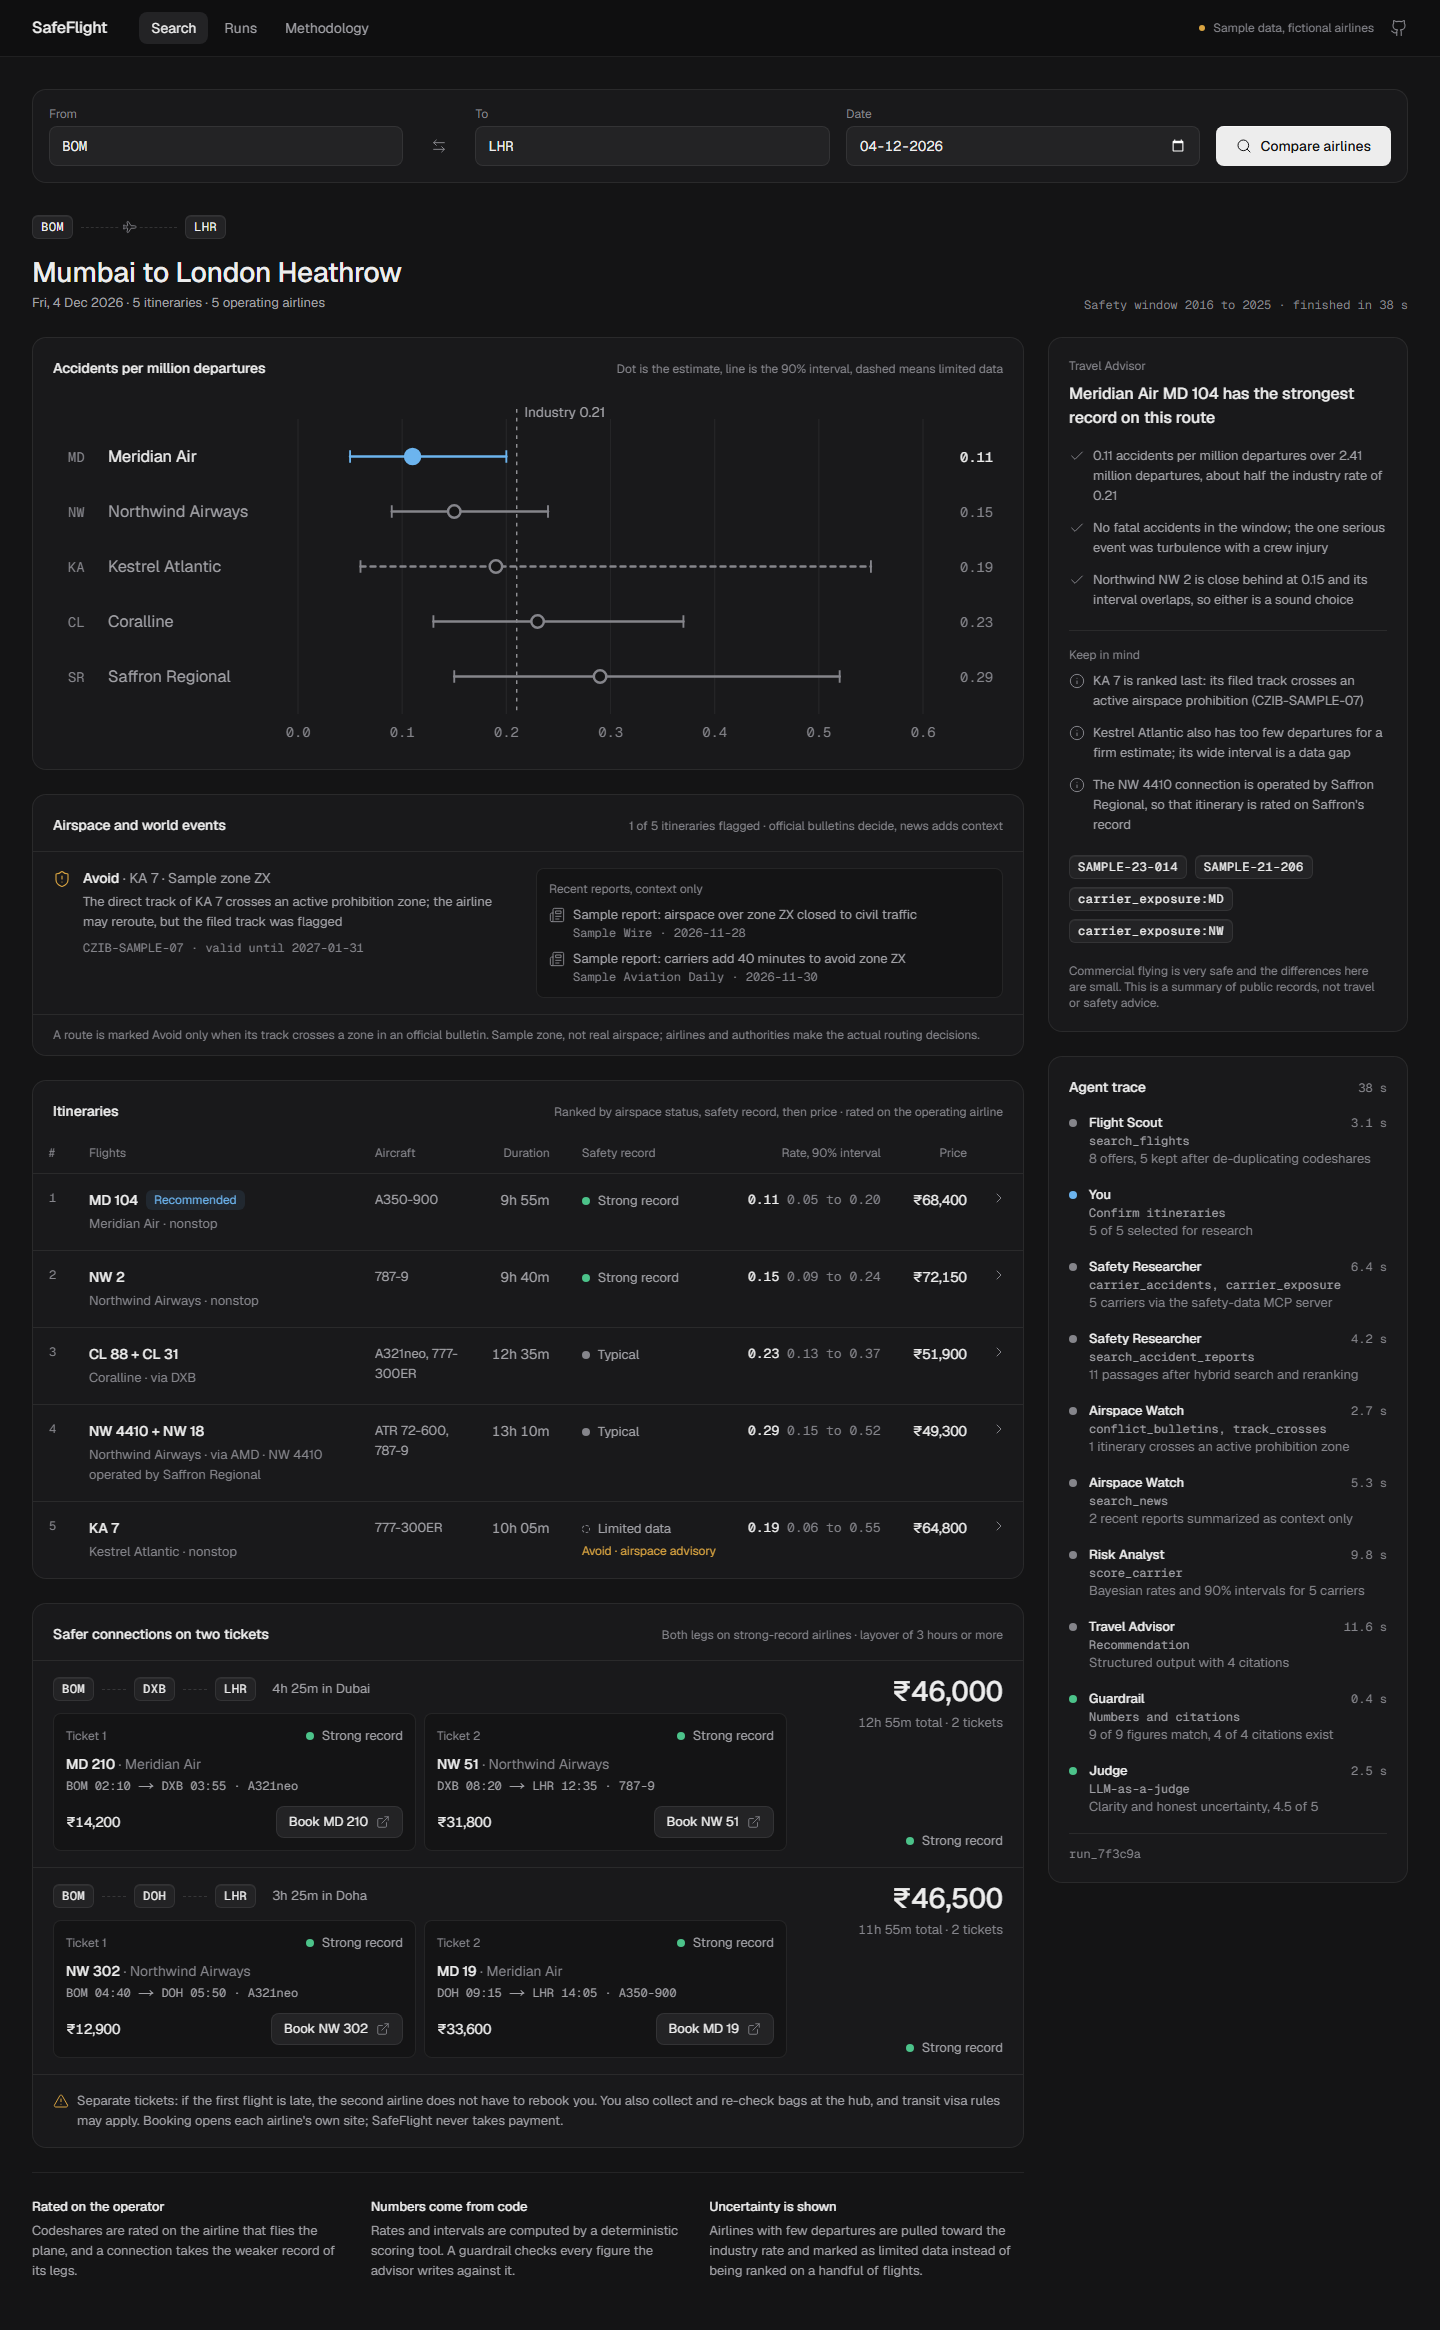 SafeFlight
Search
Runs
Methodology
Sample data, fictional airlines
From
To
Date
BOM
LHR
04-12-2026
Compare airlines
BOM
LHR
Mumbai to London Heathrow
Fri, 4 Dec 2026 · 5 itineraries · 5 operating airlines
Safety window 2016 to 2025 · finished in 38 s
Accidents per million departures
Dot is the estimate, line is the 90% interval, dashed means limited data
Industry 0.21
MD Meridian Air 0.11
NW Northwind Airways 0.15
KA Kestrel Atlantic 0.19
CL Coralline 0.23
SR Saffron Regional 0.29
0.0 0.1 0.2 0.3 0.4 0.5 0.6
Airspace and world events
1 of 5 itineraries flagged · official bulletins decide, news adds context
Avoid · KA 7 · Sample zone ZX
The direct track of KA 7 crosses an active prohibition zone; the airline
may reroute, but the filed track was flagged
CZIB-SAMPLE-07 · valid until 2027-01-31
Recent reports, context only
Sample report: airspace over zone ZX closed to civil traffic
Sample Wire · 2026-11-28
Sample report: carriers add 40 minutes to avoid zone ZX
Sample Aviation Daily · 2026-11-30
A route is marked Avoid only when its track crosses a zone in an official bulletin. Sample zone, not real airspace; airlines and authorities make the actual routing decisions.
Itineraries
Ranked by airspace status, safety record, then price · rated on the operating airline
# Flights Aircraft Duration Safety record Rate, 90% interval Price
1 MD 104 Recommended A350-900 9h 55m Strong record 0.11 0.05 to 0.20 ₹68,400
Meridian Air · nonstop
2 NW 2 787-9 9h 40m Strong record 0.15 0.09 to 0.24 ₹72,150
Northwind Airways · nonstop
3 CL 88 + CL 31 A321neo, 777- 12h 35m Typical 0.23 0.13 to 0.37 ₹51,900
Coralline · via DXB 300ER
4 NW 4410 + NW 18 ATR 72-600, 13h 10m Typical 0.29 0.15 to 0.52 ₹49,300
Northwind Airways · via AMD · NW 4410 787-9
operated by Saffron Regional
5 KA 7 777-300ER 10h 05m Limited data 0.19 0.06 to 0.55 ₹64,800
Kestrel Atlantic · nonstop Avoid · airspace advisory
Safer connections on two tickets
Both legs on strong-record airlines · layover of 3 hours or more
BOM DXB LHR 4h 25m in Dubai
₹46,000
12h 55m total · 2 tickets
Ticket 1 Strong record
MD 210 · Meridian Air
BOM 02:10 → DXB 03:55 · A321neo
₹14,200 Book MD 210
Ticket 2 Strong record
NW 51 · Northwind Airways
DXB 08:20 → LHR 12:35 · 787-9
₹31,800 Book NW 51
Strong record
BOM DOH LHR 3h 25m in Doha
₹46,500
11h 55m total · 2 tickets
Ticket 1 Strong record
NW 302 · Northwind Airways
BOM 04:40 → DOH 05:50 · A321neo
₹12,900 Book NW 302
Ticket 2 Strong record
MD 19 · Meridian Air
DOH 09:15 → LHR 14:05 · A350-900
₹33,600 Book MD 19
Strong record
Separate tickets: if the first flight is late, the second airline does not have to rebook you. You also collect and re-check bags at the hub, and transit visa rules
may apply. Booking opens each airline's own site; SafeFlight never takes payment.
Rated on the operator
Codeshares are rated on the airline that flies the
plane, and a connection takes the weaker record of
its legs.
Numbers come from code
Rates and intervals are computed by a deterministic
scoring tool. A guardrail checks every figure the
advisor writes against it.
Uncertainty is shown
Airlines with few departures are pulled toward the
industry rate and marked as limited data instead of
being ranked on a handful of flights.
Travel Advisor
Meridian Air MD 104 has the strongest
record on this route
0.11 accidents per million departures over 2.41
million departures, about half the industry rate of
0.21
No fatal accidents in the window; the one serious
event was turbulence with a crew injury
Northwind NW 2 is close behind at 0.15 and its
interval overlaps, so either is a sound choice
Keep in mind
KA 7 is ranked last: its filed track crosses an
active airspace prohibition (CZIB-SAMPLE-07)
Kestrel Atlantic also has too few departures for a
firm estimate; its wide interval is a data gap
The NW 4410 connection is operated by Saffron
Regional, so that itinerary is rated on Saffron's
record
SAMPLE-23-014 SAMPLE-21-206
carrier_exposure:MD
carrier_exposure:NW
Commercial flying is very safe and the differences here
are small. This is a summary of public records, not travel
or safety advice.
Agent trace 38 s
Flight Scout 3.1 s
search_flights
8 offers, 5 kept after de-duplicating codeshares
You
Confirm itineraries
5 of 5 selected for research
Safety Researcher 6.4 s
carrier_accidents, carrier_exposure
5 carriers via the safety-data MCP server
Safety Researcher 4.2 s
search_accident_reports
11 passages after hybrid search and reranking
Airspace Watch 2.7 s
conflict_bulletins, track_crosses
1 itinerary crosses an active prohibition zone
Airspace Watch 5.3 s
search_news
2 recent reports summarized as context only
Risk Analyst 9.8 s
score_carrier
Bayesian rates and 90% intervals for 5 carriers
Travel Advisor 11.6 s
Recommendation
Structured output with 4 citations
Guardrail 0.4 s
Numbers and citations
9 of 9 figures match, 4 of 4 citations exist
Judge 2.5 s
LLM-as-a-judge
Clarity and honest uncertainty, 4.5 of 5
run_7f3c9a